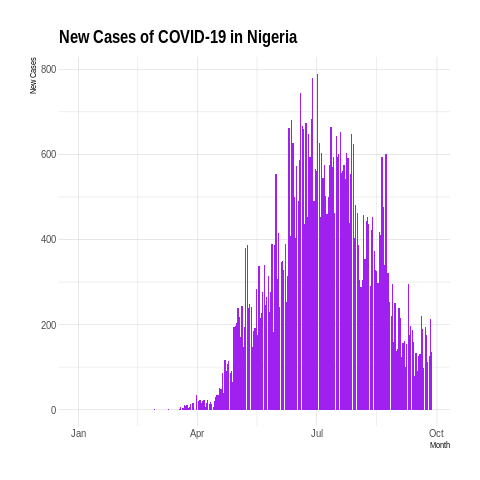 New Cases of COVID-19 in Nigeria
New Cases
800
600
400
200
0
Jan Apr Jul Oct
Month